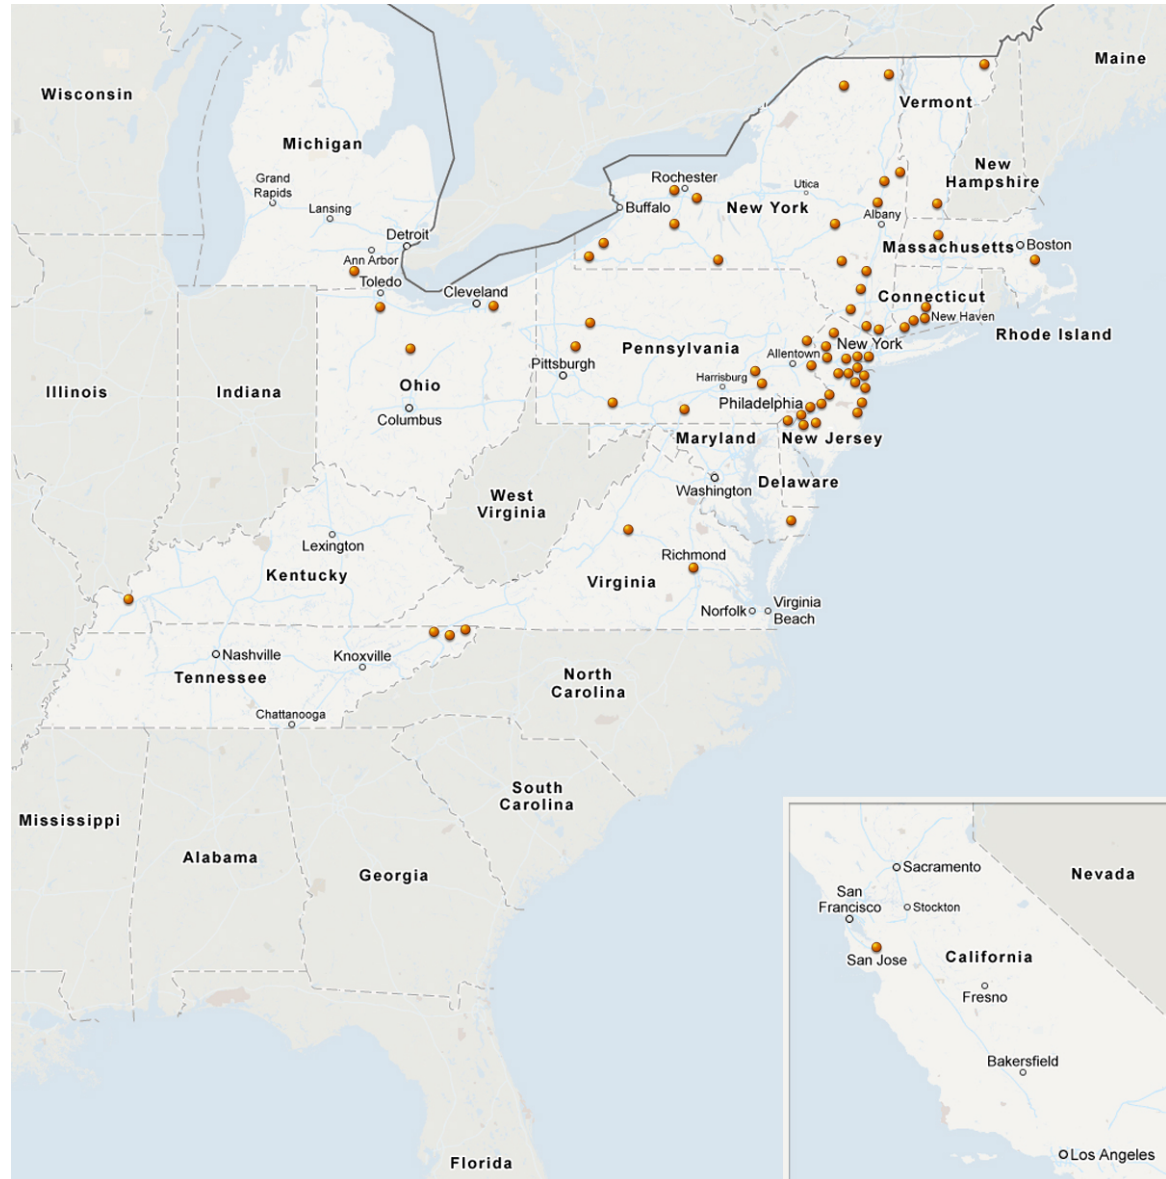 Maine
Wisconsin
Vermont
Michigan
New
Hampshire
Grand
Rapids
Rochester
Utica
Lansing
Buffalo
New York
Albany
Detroit
Massachusetts
Boston
Ann Arbor
Toledo
Cleveland
Connecticut
New Haven
Rhode Island
New York
Pennsylvania
Allentown
Pittsburgh
Harrisburg
Illinois
Indiana
Ohio
Philadelphia
Columbus
Maryland
New Jersey
Delaware
Washington
West
Virginia
Lexington
Richmond
Kentucky
Virginia
Norfolk
Virginia
Beach
Nashville
Knoxville
Tennessee
North
Carolina
Chattanooga
South
Carolina
Mississippi
Alabama
Georgia
Sacramento
Nevada
San
Francisco
Stockton
California
San Jose
Fresno
Bakersfield
Los Angeles
Florida